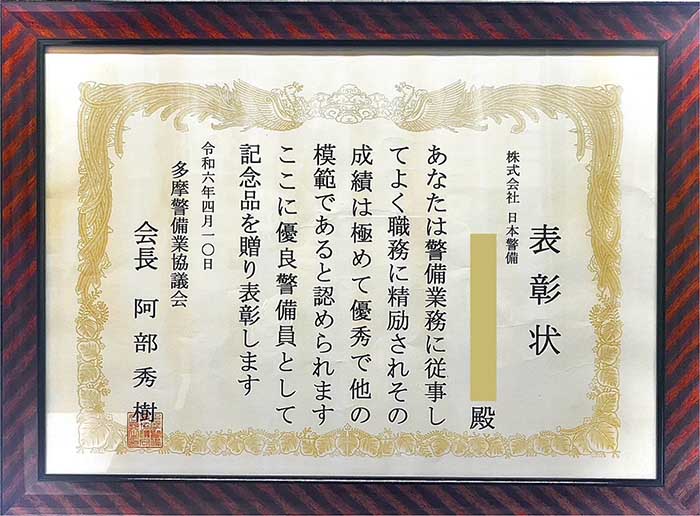 表彰状
株式会社 日本警備
殿
あなたは警備業務に従事し
てよく職務に精励されその
成績は極めて優秀で他の
模範であると認められます
ここに優良警備員として
記念品を贈り表彰します
令和六年四月一〇日
多摩警備業協議会
会長 阿部秀樹